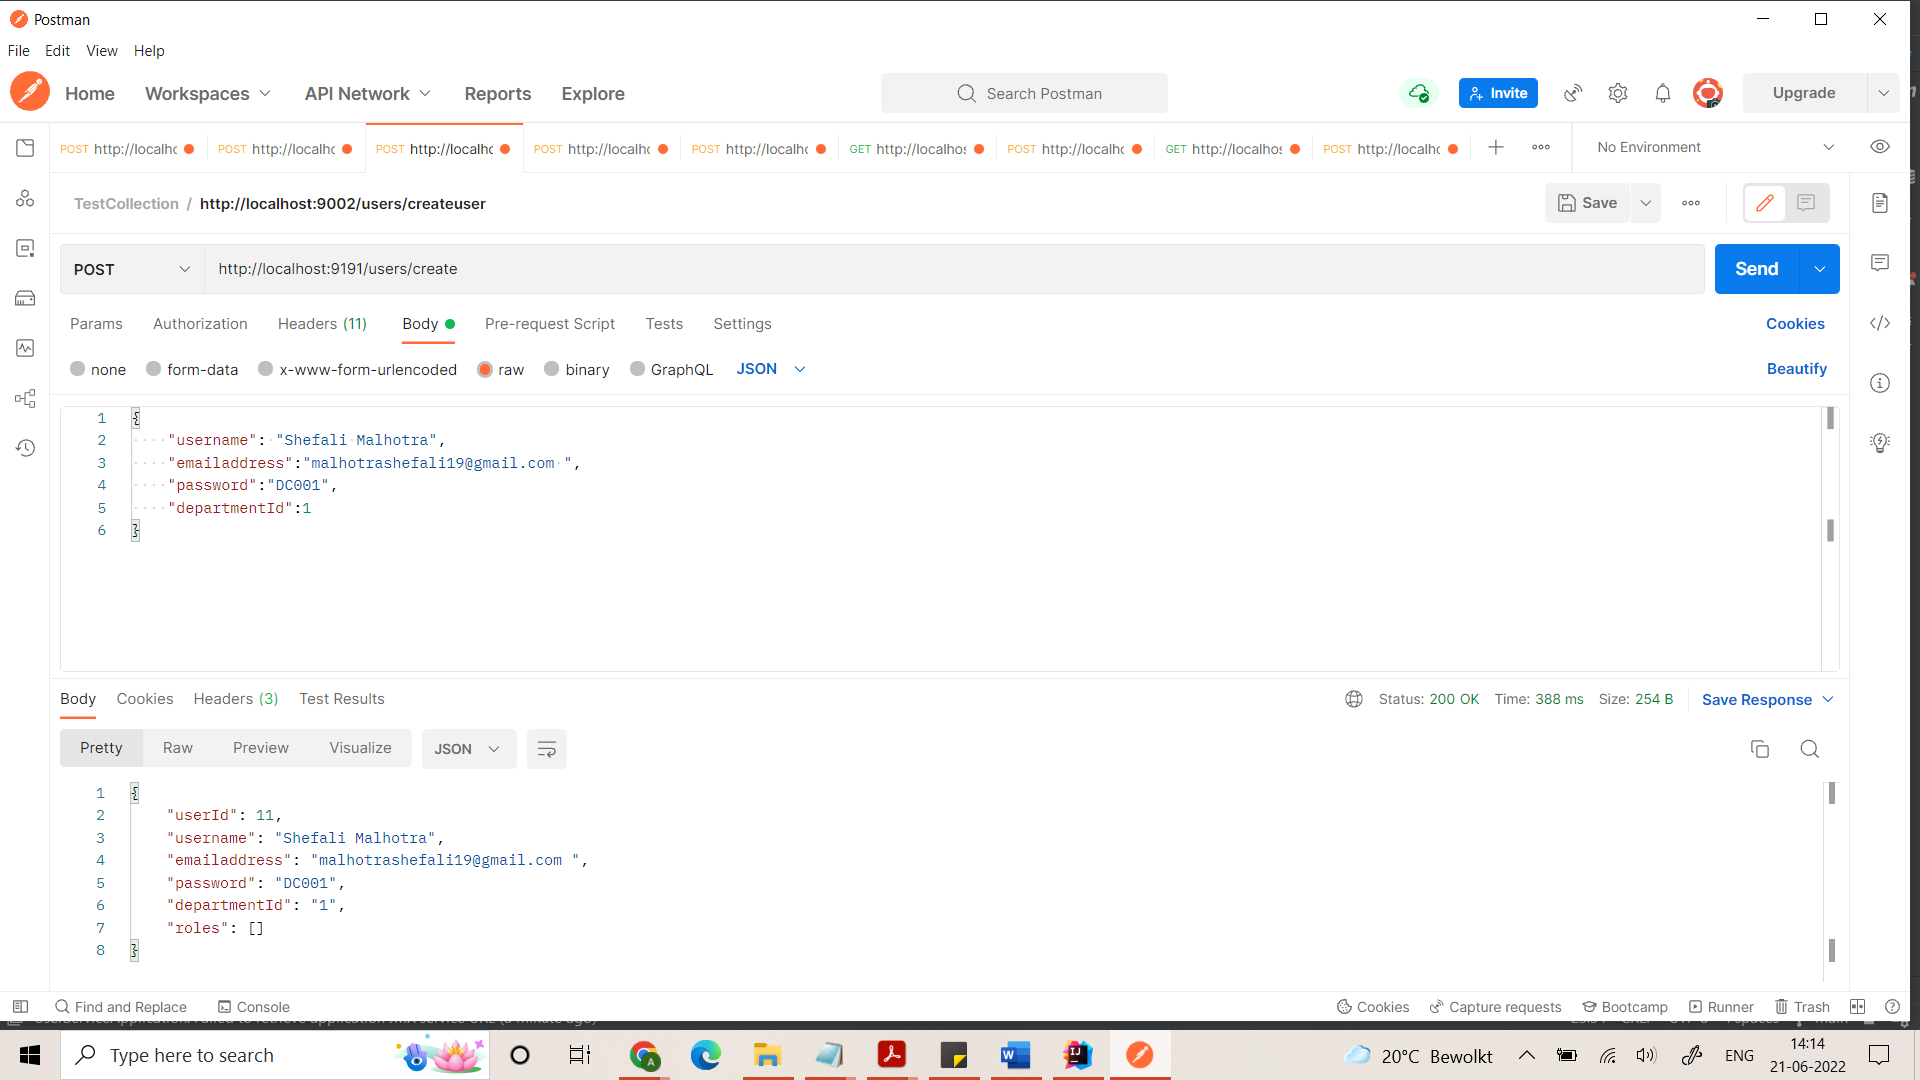 Postman
File Edit View Help
Home Workspaces API Network Reports Explore Search Postman Invite Upgrade
POST http://localhc POST http://localhc POST http://localhc POST http://localhc POST http://localhc GET http://localhos POST http://localhc GET http://localhos POST http://localhc No Environment
TestCollection / http://localhost:9002/users/createuser Save
POST http://localhost:9191/users/create Send
Params Authorization Headers (11) Body Pre-request Script Tests Settings Cookies
none form-data x-www-form-urlencoded raw binary GraphQL JSON Beautify
1 {
2 "username": "Shefali Malhotra",
3 "emailaddress":"malhotrashefali19@gmail.com ",
4 "password":"DC001",
5 "departmentId":1
6 }
Body Cookies Headers (3) Test Results Status: 200 OK Time: 388 ms Size: 254 B Save Response
Pretty Raw Preview Visualize JSON
1 {
2 "userId": 11,
3 "username": "Shefali Malhotra",
4 "emailaddress": "malhotrashefali19@gmail.com ",
5 "password": "DC001",
6 "departmentId": "1",
7 "roles": []
8 }
Find and Replace Console Cookies Capture requests Bootcamp Runner Trash
Type here to search 20°C Bewolkt ENG 14:14
21-06-2022